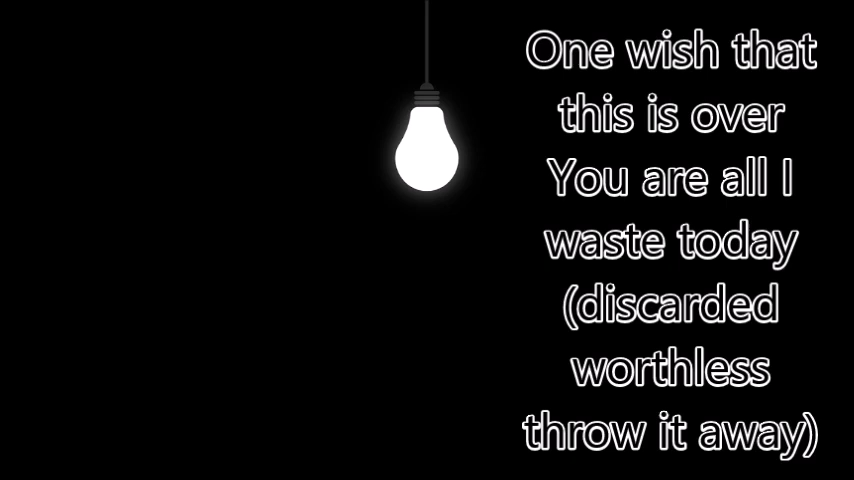 One wish that
this is over
You are all I
waste today
(discarded
worthless
throw it away)